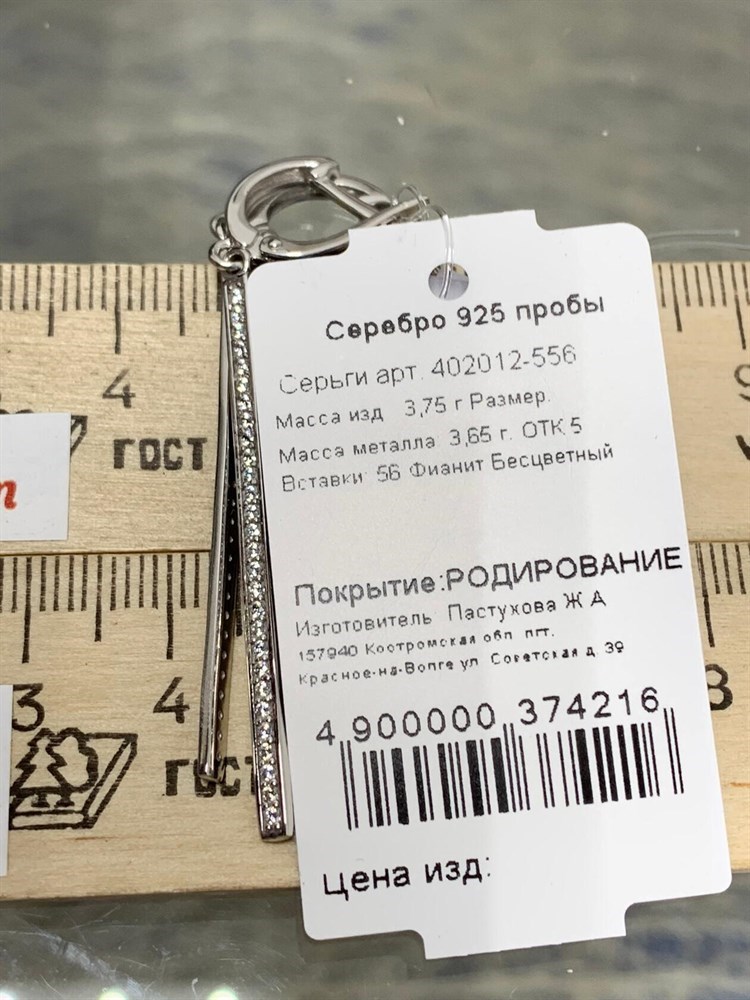 Серебро 925 пробы
Серьги арт. 402012-556
Масса изд 3,75 г Размер.
Масса металла 3,65 г. ОТК 5
Вставки: 56 Фианит Бесцветный
Покрытие:РОДИРОВАНИЕ
Изготовитель Пастухова Ж А
157940 Костромская обл пгт.
Красное-на-Волге ул Советская д. 39
4 900000 374216
Цена изд:
4
ГОСТ
3
4
ГОСТ
8